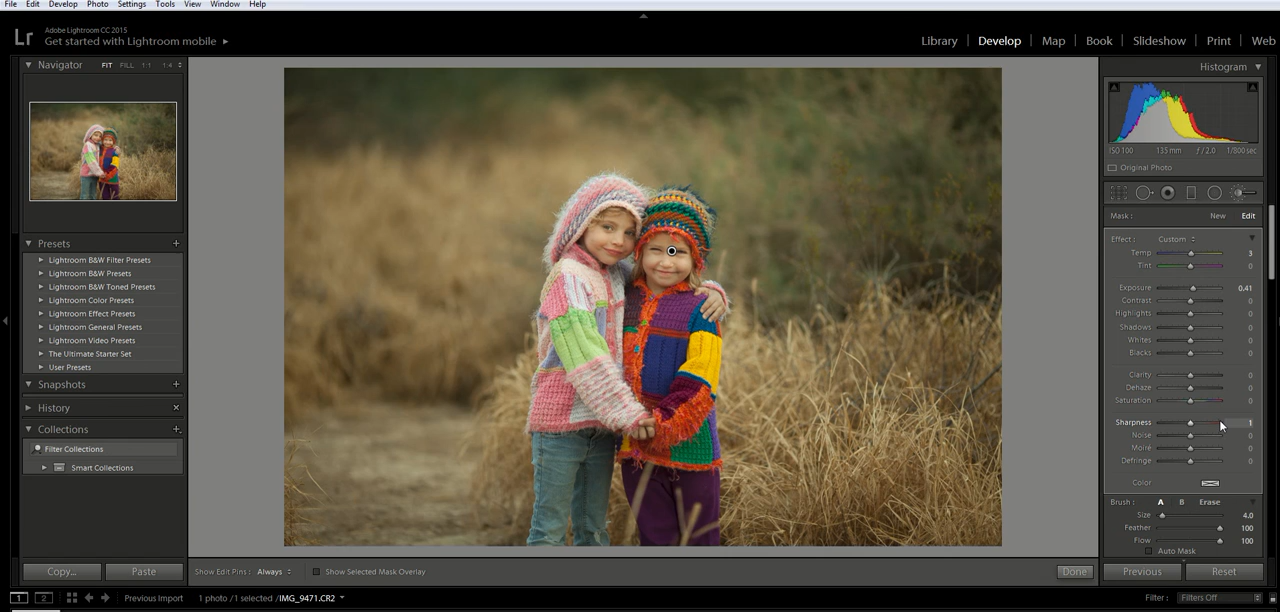 File Edit Develop Photo Settings Tools View Window Help
Lr Adobe Lightroom CC 2015
Get started with Lightroom mobile ▸
Library | Develop | Map | Book | Slideshow | Print | Web
Navigator FIT FILL 1:1 1:4
Presets +
Lightroom B&W Filter Presets
Lightroom B&W Presets
Lightroom B&W Toned Presets
Lightroom Color Presets
Lightroom Effect Presets
Lightroom General Presets
Lightroom Video Presets
The Ultimate Starter Set
User Presets
Snapshots +
History ×
Collections +
Filter Collections
Smart Collections
Copy... Paste
Show Edit Pins : Always Show Selected Mask Overlay Done
Histogram
ISO 100 135 mm ƒ / 2.0 1/800 sec
Original Photo
Mask : New Edit
Effect : Custom
Temp 3
Tint 0
Exposure 0.41
Contrast 0
Highlights 0
Shadows 0
Whites 0
Blacks 0
Clarity 0
Dehaze 0
Saturation 0
Sharpness 1
Noise 0
Moiré 0
Defringe 0
Color
Brush : A B Erase
Size 4.0
Feather 100
Flow 100
Auto Mask
Previous Reset
1 2 Previous Import 1 photo / 1 selected / IMG_9471.CR2 Filter : Filters Off